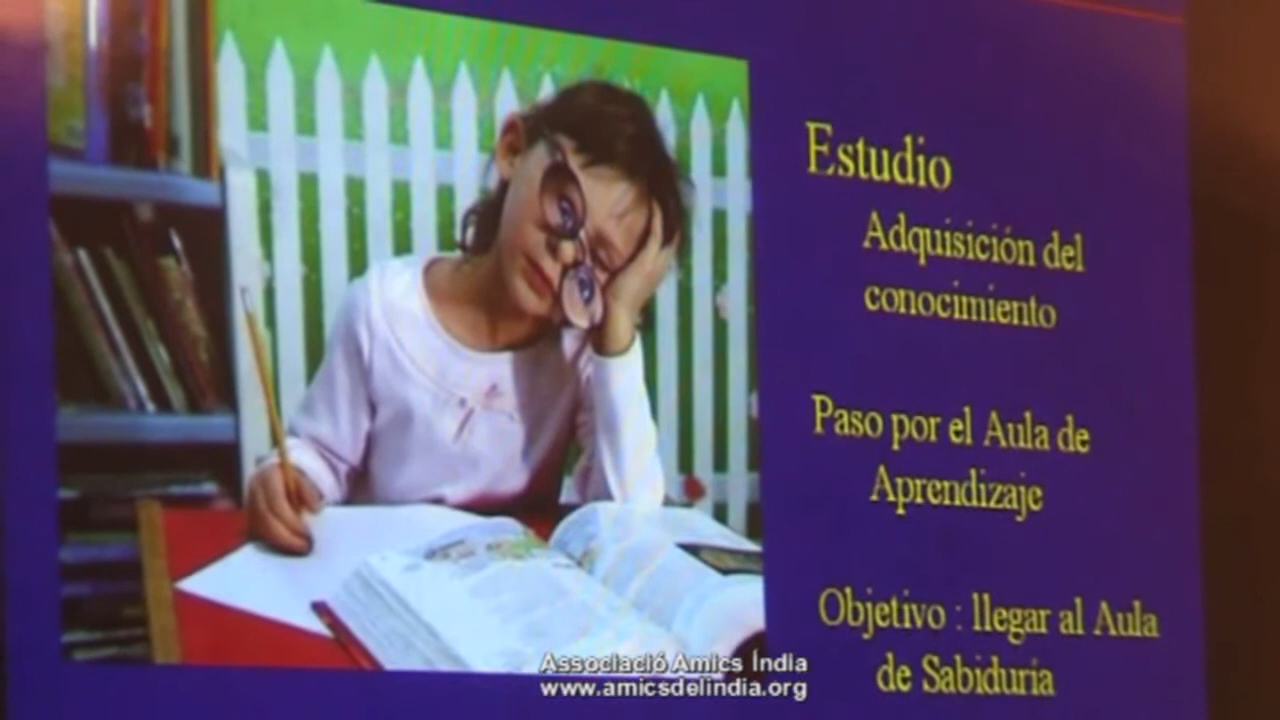 Estudio
Adquisición del
conocimiento
Paso por el Aula de
Aprendizaje
Objetivo : llegar al Aula
de Sabiduría
Associació Amics Índia
www.amicsdelindia.org